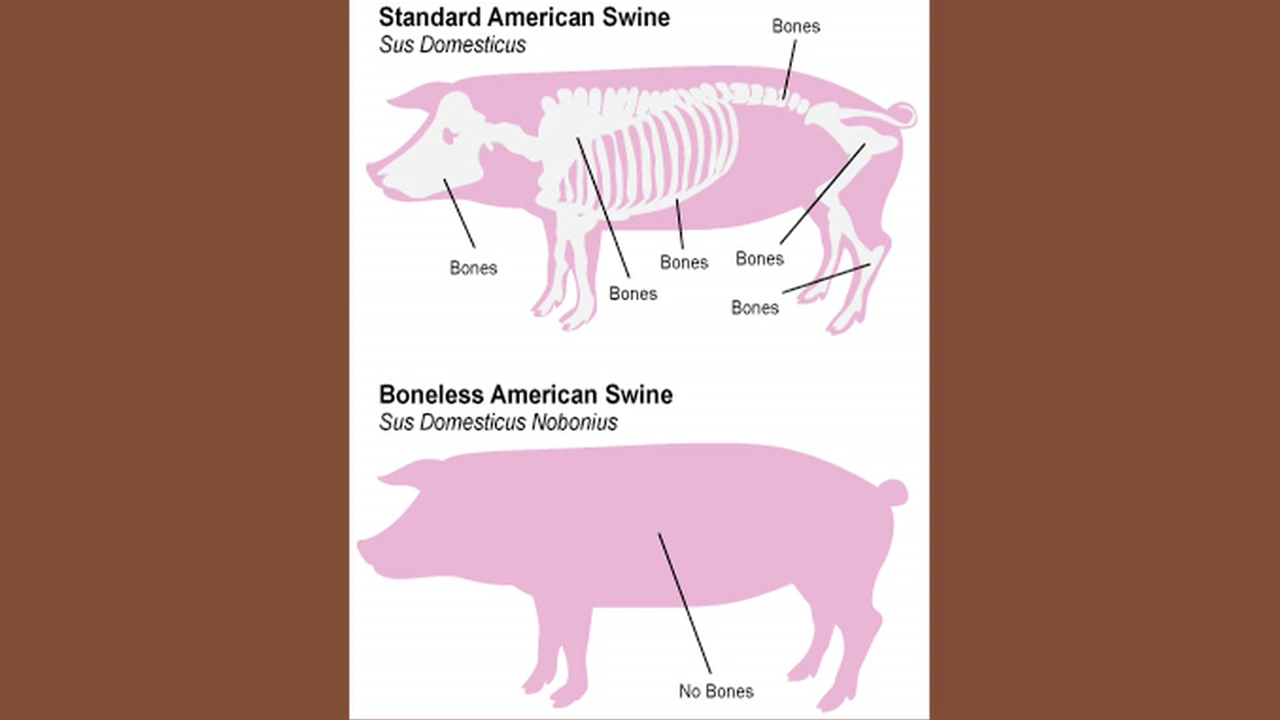 Standard American Swine
Sus Domesticus
Bones
Bones
Bones
Bones
Bones
Bones
Boneless American Swine
Sus Domesticus Nobonius
No Bones